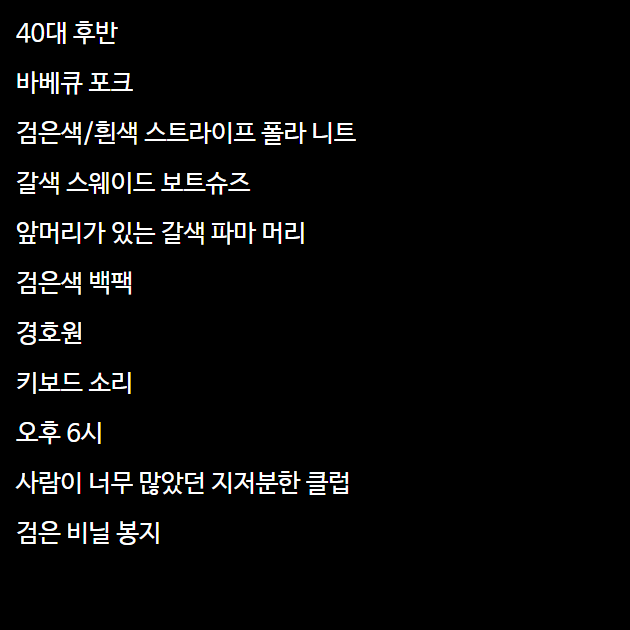 40대 후반
바베큐 포크
검은색/흰색 스트라이프 폴라 니트
갈색 스웨이드 보트슈즈
앞머리가 있는 갈색 파마 머리
검은색 백팩
경호원
키보드 소리
오후 6시
사람이 너무 많았던 지저분한 클럽
검은 비닐 봉지